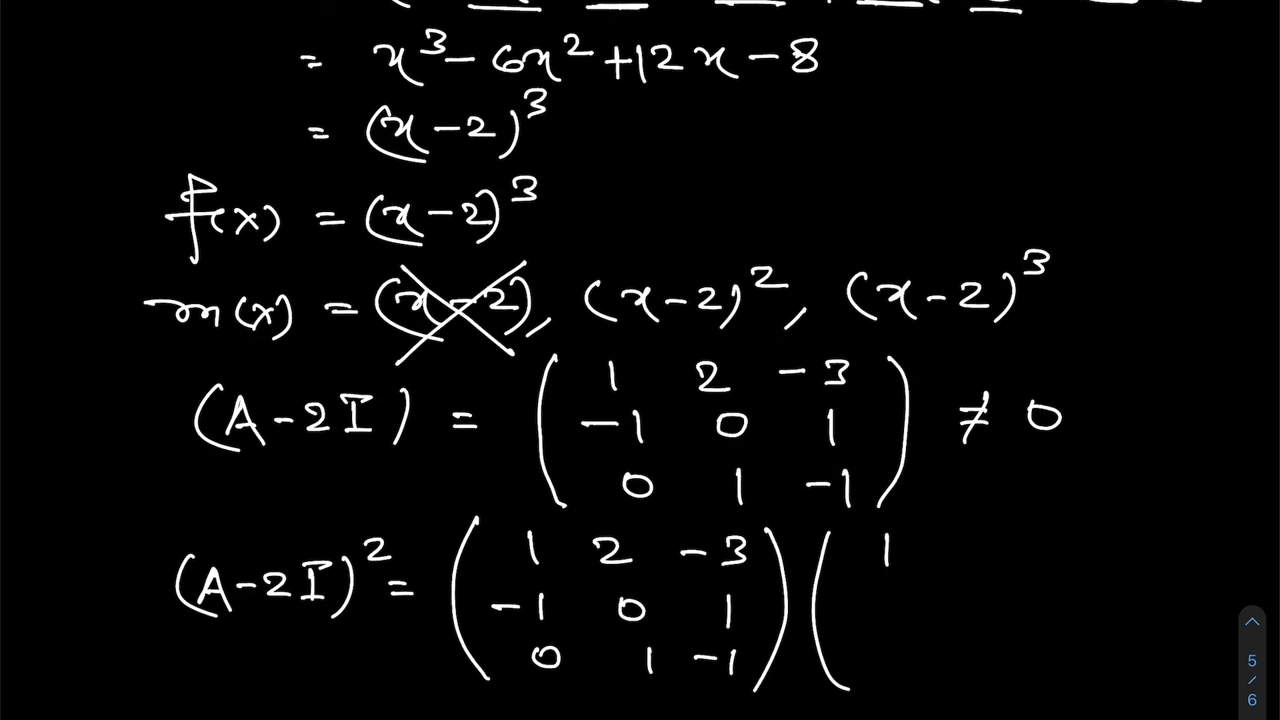 = x³ - 6x² + 12x - 8
= (x - 2)³
f(x) = (x - 2)³
m(x) = (x - 2), (x - 2)², (x - 2)³
(A - 2I) = ( 1 2 -3
-1 0 1
0 1 -1 ) ≠ 0
(A - 2I)² = ( 1 2 -3
-1 0 1
0 1 -1 ) ( 1
5
/
6